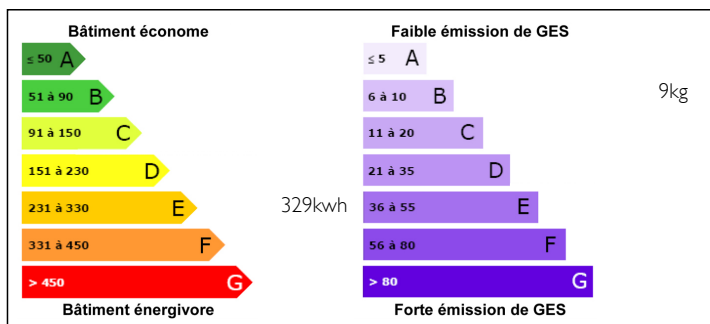 Bâtiment économe
≤ 50 A
51 à 90 B
91 à 150 C
151 à 230 D
231 à 330 E
329kwh
331 à 450 F
> 450 G
Bâtiment énergivore
Faible émission de GES
≤ 5 A
6 à 10 B
9kg
11 à 20 C
21 à 35 D
36 à 55 E
56 à 80 F
> 80 G
Forte émission de GES